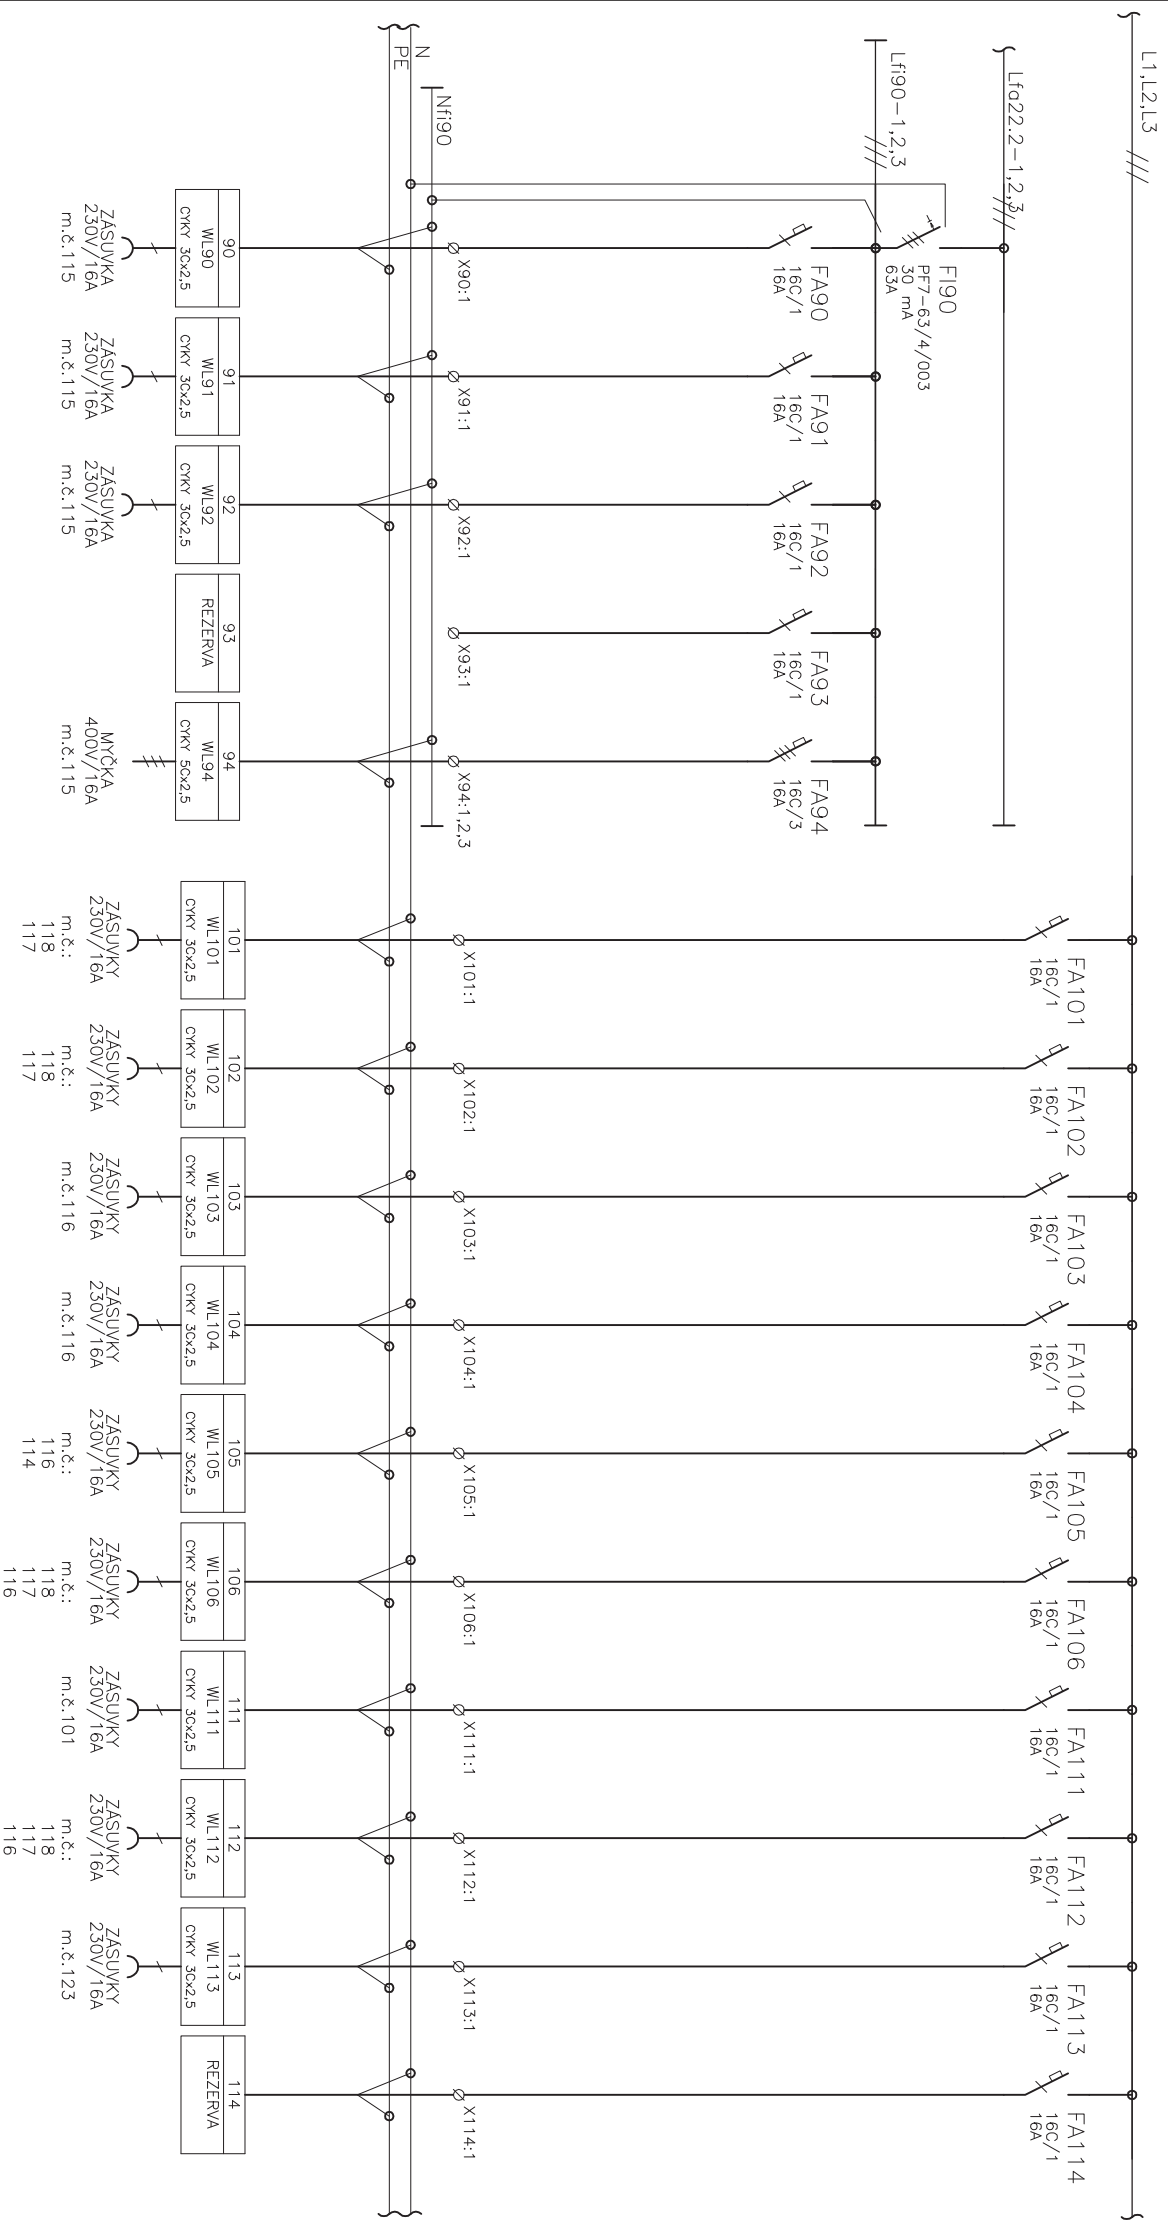 L1,L2,L3
Lfa22.2-1,2,3
Lfi90-1,2,3
FI90
PF7-63/4/003
30 mA
63A
N
PE
Nfi90
FA90
16C/1
16A
X90:1
90
WL90
CYKY 3Cx2,5
ZÁSUVKA
230V/16A
m.č.115
FA91
16C/1
16A
X91:1
91
WL91
CYKY 3Cx2,5
ZÁSUVKA
230V/16A
m.č.115
FA92
16C/1
16A
X92:1
92
WL92
CYKY 3Cx2,5
ZÁSUVKA
230V/16A
m.č.115
FA93
16C/1
16A
X93:1
93
REZERVA
FA94
16C/3
16A
X94:1,2,3
94
WL94
CYKY 5Cx2,5
MYČKA
400V/16A
m.č.115
FA101
16C/1
16A
X101:1
101
WL101
CYKY 3Cx2,5
ZÁSUVKY
230V/16A
m.č.:
118
117
FA102
16C/1
16A
X102:1
102
WL102
CYKY 3Cx2,5
ZÁSUVKY
230V/16A
m.č.:
118
117
FA103
16C/1
16A
X103:1
103
WL103
CYKY 3Cx2,5
ZÁSUVKY
230V/16A
m.č.116
FA104
16C/1
16A
X104:1
104
WL104
CYKY 3Cx2,5
ZÁSUVKY
230V/16A
m.č.116
FA105
16C/1
16A
X105:1
105
WL105
CYKY 3Cx2,5
ZÁSUVKY
230V/16A
m.č.:
116
114
FA106
16C/1
16A
X106:1
106
WL106
CYKY 3Cx2,5
ZÁSUVKY
230V/16A
m.č.:
118
117
116
FA111
16C/1
16A
X111:1
111
WL111
CYKY 3Cx2,5
ZÁSUVKY
230V/16A
m.č.101
FA112
16C/1
16A
X112:1
112
WL112
CYKY 3Cx2,5
ZÁSUVKY
230V/16A
m.č.:
118
117
116
FA113
16C/1
16A
X113:1
113
WL113
CYKY 3Cx2,5
ZÁSUVKY
230V/16A
m.č.123
FA114
16C/1
16A
X114:1
114
REZERVA